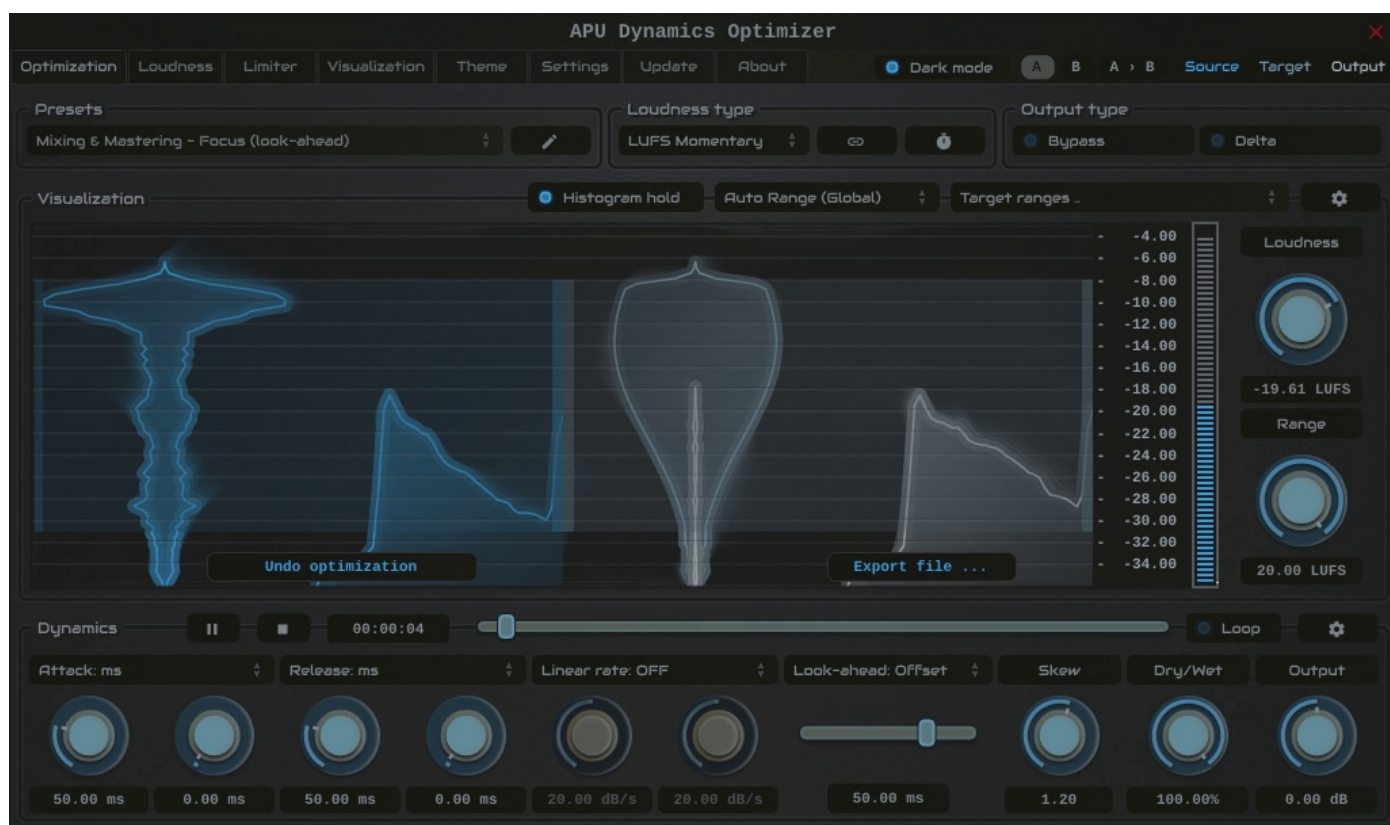 APU Dynamics Optimizer
Optimization Loudness Limiter Visualization Theme Settings Update About Dark mode A B A › B Source Target Output
Presets Loudness type Output type
Mixing & Mastering - Focus (look-ahead) LUFS Momentary Bypass Delta
Visualization Histogram hold Auto Range (Global) Target ranges ..
- -4.00
Loudness
- -6.00
- -8.00
- -10.00
- -12.00
- -14.00
- -16.00
- -18.00
-19.61 LUFS
- -20.00
Range
- -22.00
- -24.00
- -26.00
- -28.00
- -30.00
- -32.00
- -34.00
Undo optimization Export file ... 20.00 LUFS
Dynamics 00:00:04 Loop
Attack: ms Release: ms Linear rate: OFF Look-ahead: Offset Skew Dry/Wet Output
50.00 ms 0.00 ms 50.00 ms 0.00 ms 20.00 dB/s 20.00 dB/s 50.00 ms 1.20 100.00% 0.00 dB